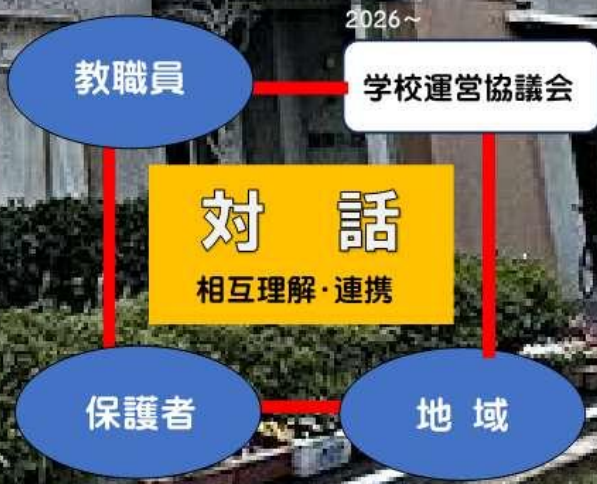 2026～
教職員
学校運営協議会
対　話
相互理解・連携
保護者
地 域